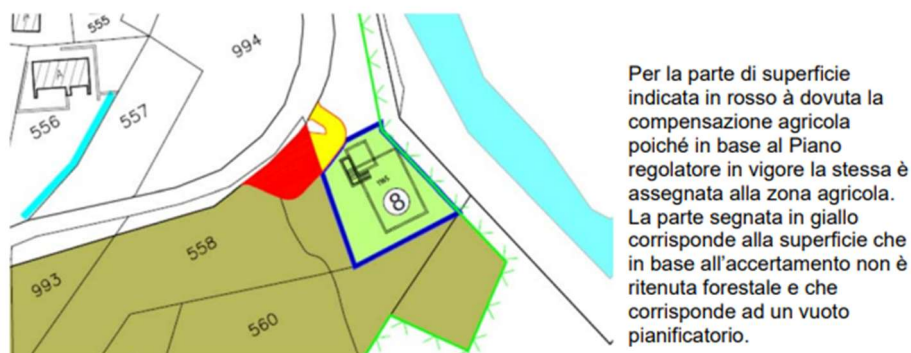 555
994
A
556
557
Per la parte di superficie
indicata in rosso à dovuta la
compensazione agricola
poiché in base al Piano
regolatore in vigore la stessa è
assegnata alla zona agricola.
La parte segnata in giallo
corrisponde alla superficie che
in base all'accertamento non è
ritenuta forestale e che
corrisponde ad un vuoto
pianificatorio.
8
558
993
560